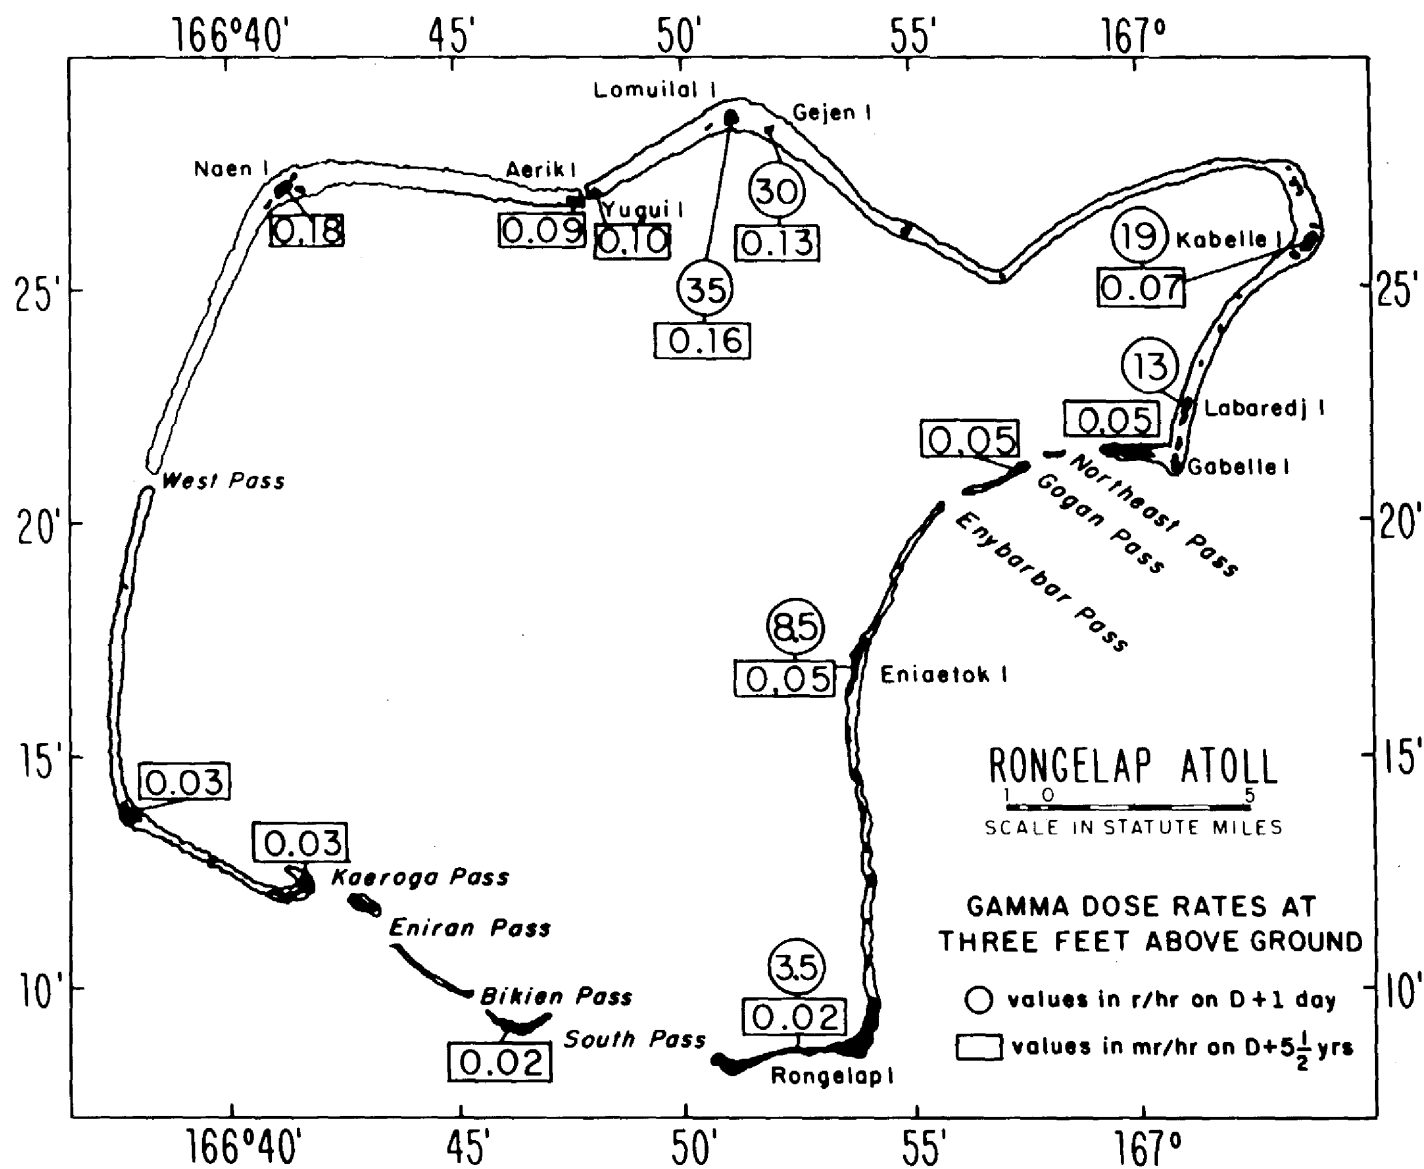 166°40' 45' 50' 55' 167°
Lomuilal I
Gejen I
Naen I
Aerik I
Yugui I
0.18
0.09
0.10
30
0.13
19
Kabelle I
0.07
35
0.16
25'
25'
13
Labaredj I
0.05
0.05
Gabelle I
West Pass
Northeast Pass
Gogan Pass
Enybarbar Pass
20'
20'
8.5
0.05
Eniaetok I
15'
15'
RONGELAP ATOLL
1 0 5
SCALE IN STATUTE MILES
0.03
0.03
Kaeroga Pass
Eniran Pass
GAMMA DOSE RATES AT
THREE FEET ABOVE GROUND
3.5
0.02
10'
10'
Bikien Pass
values in r/hr on D+1 day
South Pass
0.02
values in mr/hr on D+5 1/2 yrs
Rongelap I
166°40' 45' 50' 55' 167°